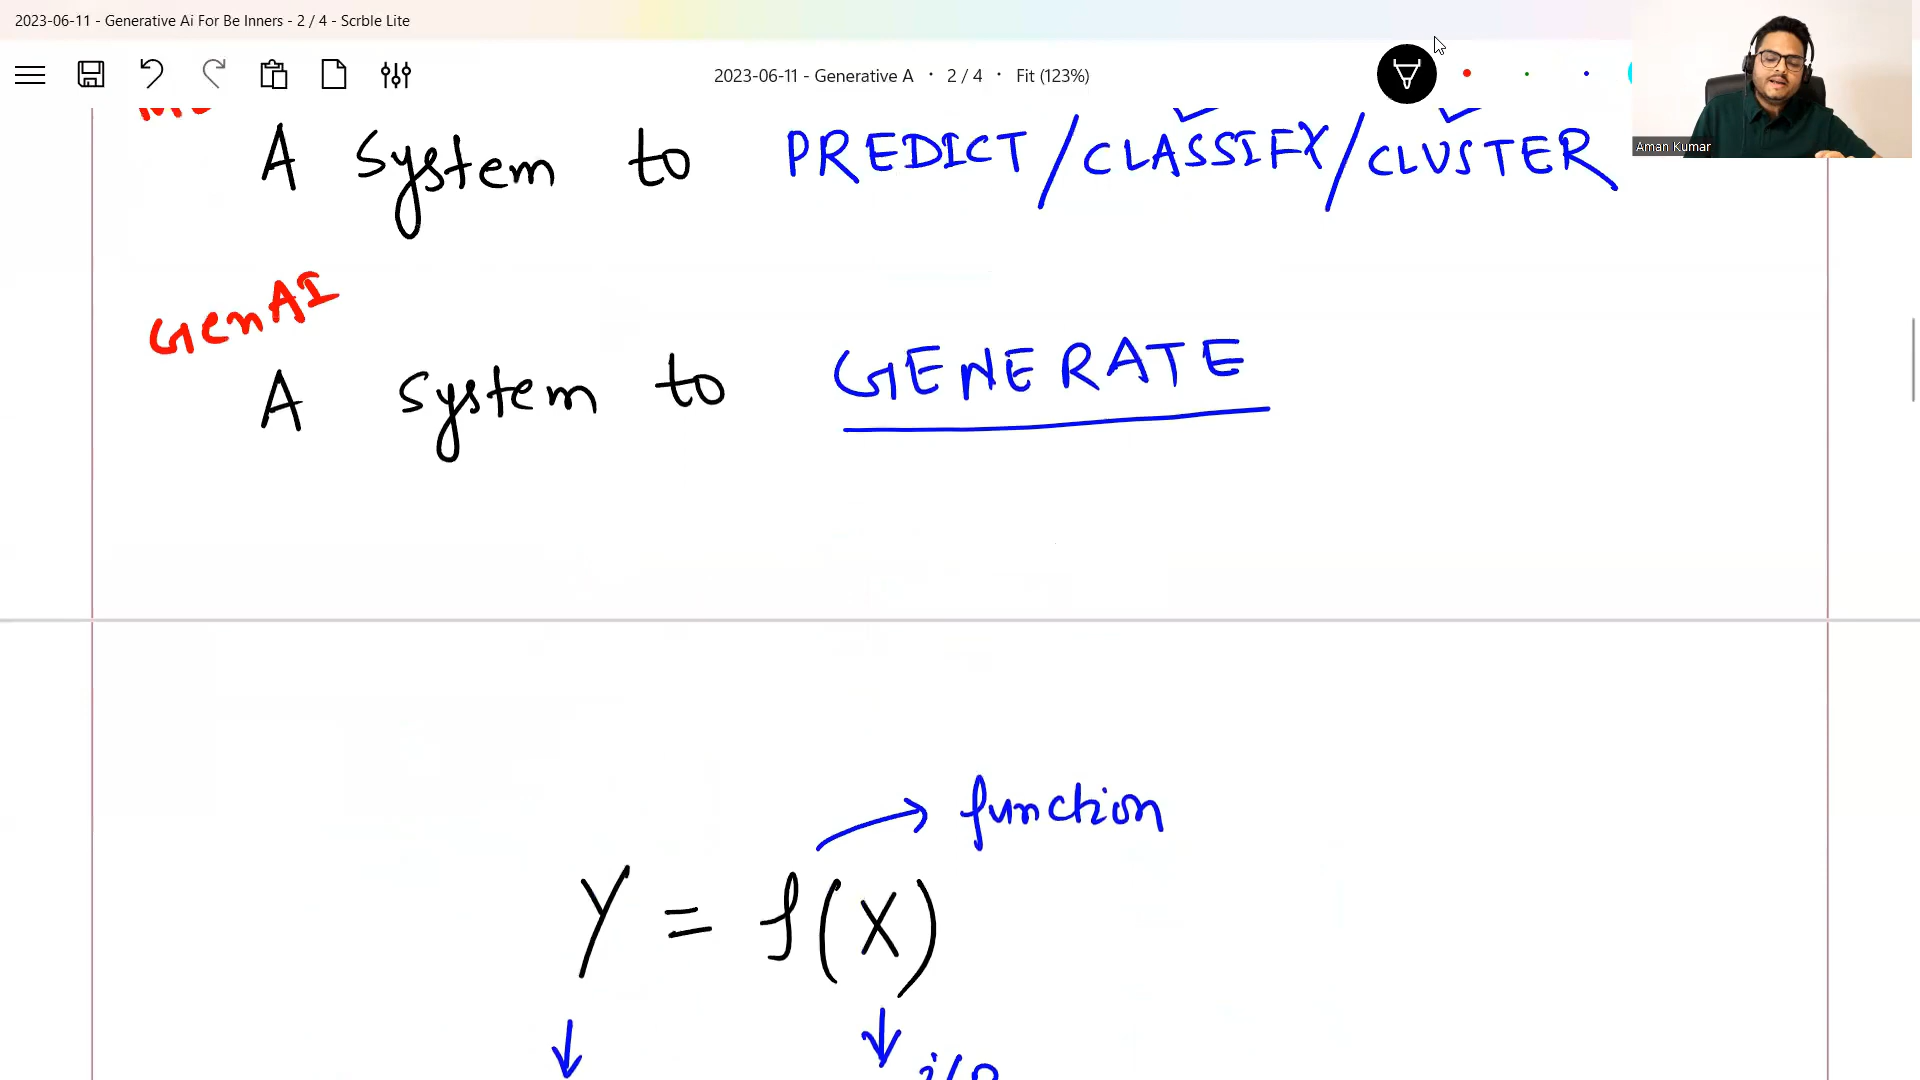 2023-06-11 - Generative Ai For Be Inners - 2 / 4 - Scrble Lite
2023-06-11 - Generative A • 2 / 4 • Fit (123%)
Aman Kumar
A system to PREDICT/CLASSIFY/CLUSTER
GenAI
A system to GENERATE
function
Y = f(X)